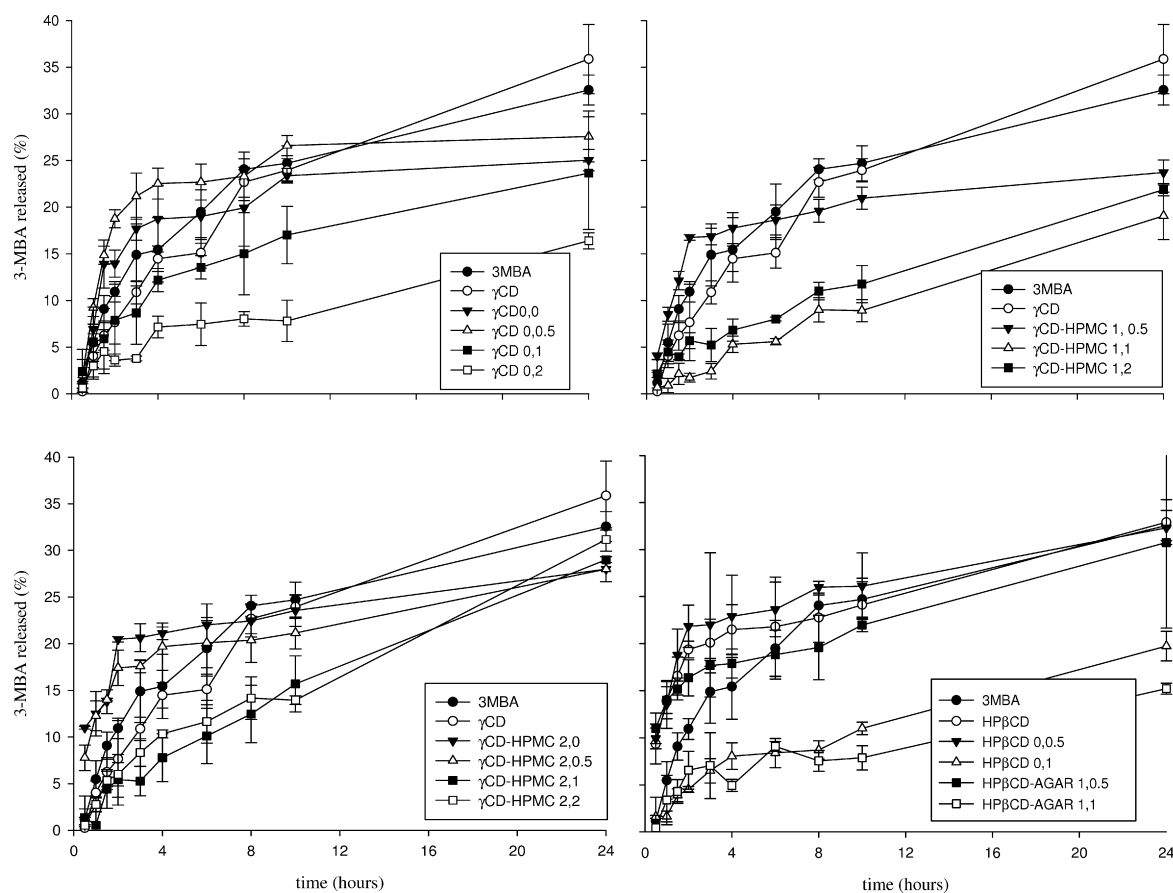 40
35
30
25
20
15
10
5
0
3-MBA released (%)
3MBA
γCD
γCD0,0
γCD 0,0.5
γCD 0,1
γCD 0,2
3MBA
γCD
γCD-HPMC 1, 0.5
γCD-HPMC 1,1
γCD-HPMC 1,2
40
35
30
25
20
15
10
5
0
3-MBA released (%)
3MBA
γCD
γCD-HPMC 2,0
γCD-HPMC 2,0.5
γCD-HPMC 2,1
γCD-HPMC 2,2
0 4 8 12 16 20 24
time (hours)
3MBA
HPβCD
HPβCD 0,0.5
HPβCD 0,1
HPβCD-AGAR 1,0.5
HPβCD-AGAR 1,1
0 4 8 12 16 20 24
time (hours)